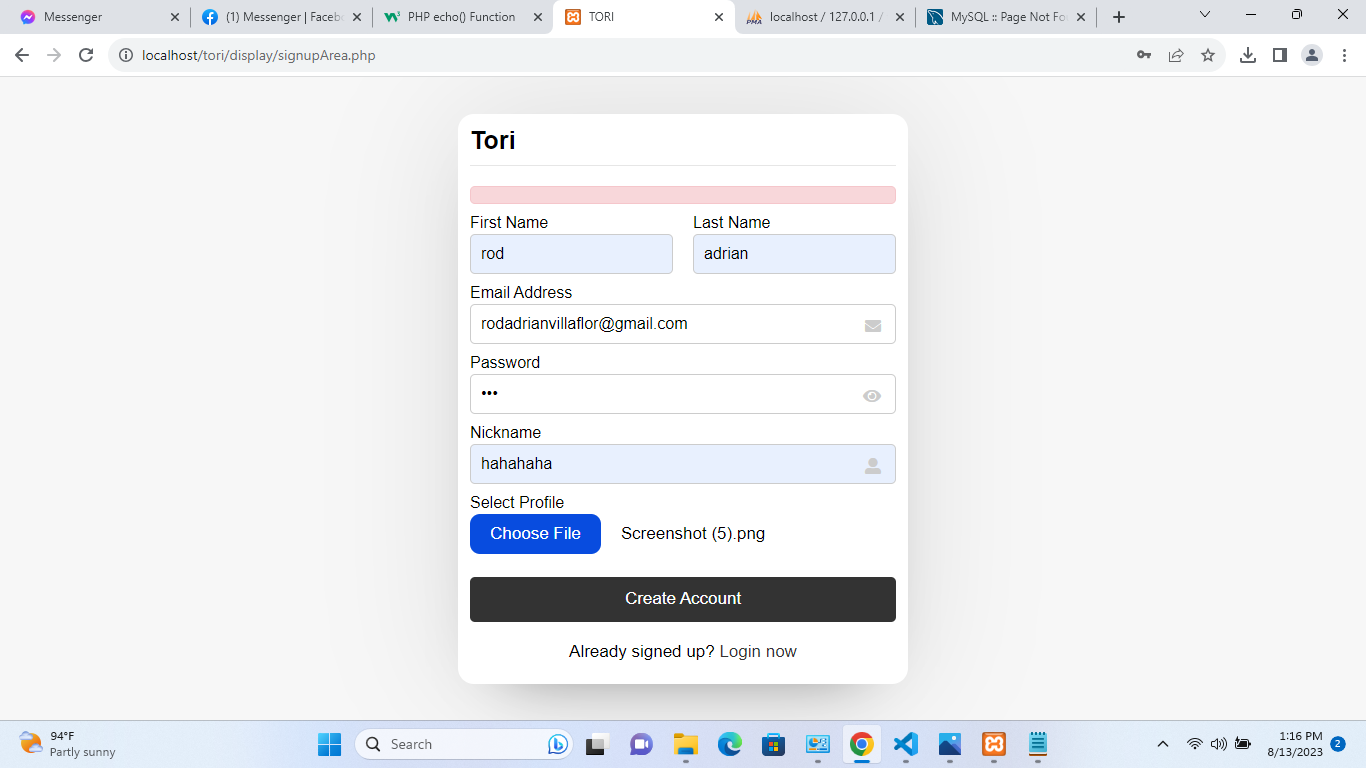 Messenger
(1) Messenger | Faceb
PHP echo() Function
TORI
localhost / 127.0.0.1 /
MySQL :: Page Not Fo
localhost/tori/display/signupArea.php
Tori
First Name Last Name
rod adrian
Email Address
rodadrianvillaflor@gmail.com
Password
•••
Nickname
hahahaha
Select Profile
Choose File Screenshot (5).png
Create Account
Already signed up? Login now
94°F
Partly sunny
Search
1:16 PM
8/13/2023
2